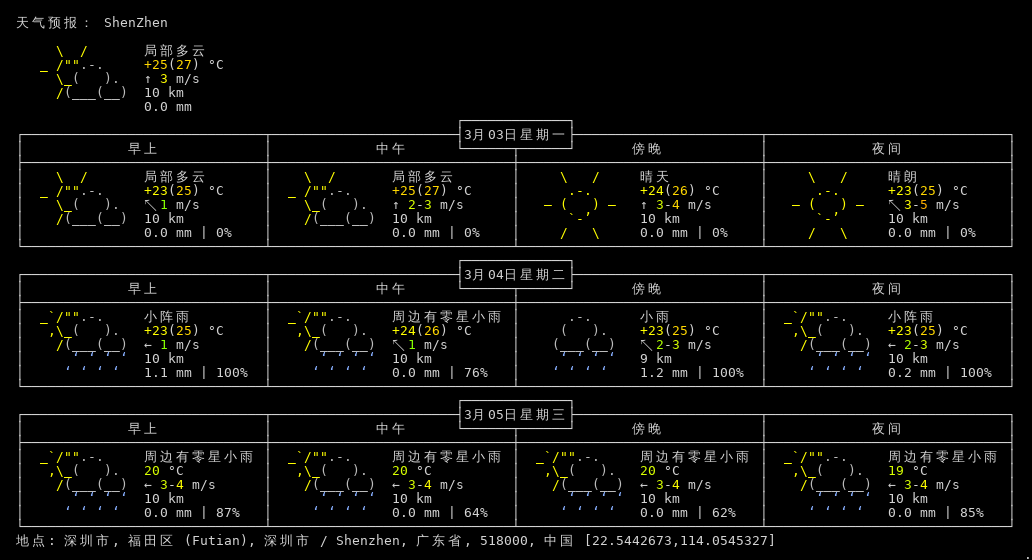 天气预报： ShenZhen
局部多云
+25(27) °C
↑ 3 m/s
10 km
0.0 mm
3月03日星期一
早上 中午 傍晚 夜间
局部多云 局部多云 晴天 晴朗
+23(25) °C +25(27) °C +24(26) °C +23(25) °C
↖ 1 m/s ↑ 2-3 m/s ↑ 3-4 m/s ↖ 3-5 m/s
10 km 10 km 10 km 10 km
0.0 mm | 0% 0.0 mm | 0% 0.0 mm | 0% 0.0 mm | 0%
3月04日星期二
早上 中午 傍晚 夜间
小阵雨 周边有零星小雨 小雨 小阵雨
+23(25) °C +24(26) °C +23(25) °C +23(25) °C
← 1 m/s ↖ 1 m/s ↖ 2-3 m/s ← 2-3 m/s
10 km 10 km 9 km 10 km
1.1 mm | 100% 0.0 mm | 76% 1.2 mm | 100% 0.2 mm | 100%
3月05日星期三
早上 中午 傍晚 夜间
周边有零星小雨 周边有零星小雨 周边有零星小雨 周边有零星小雨
20 °C 20 °C 20 °C 19 °C
← 3-4 m/s ← 3-4 m/s ← 3-4 m/s ← 3-4 m/s
10 km 10 km 10 km 10 km
0.0 mm | 87% 0.0 mm | 64% 0.0 mm | 62% 0.0 mm | 85%
地点: 深圳市, 福田区 (Futian), 深圳市 / Shenzhen, 广东省, 518000, 中国 [22.5442673,114.0545327]